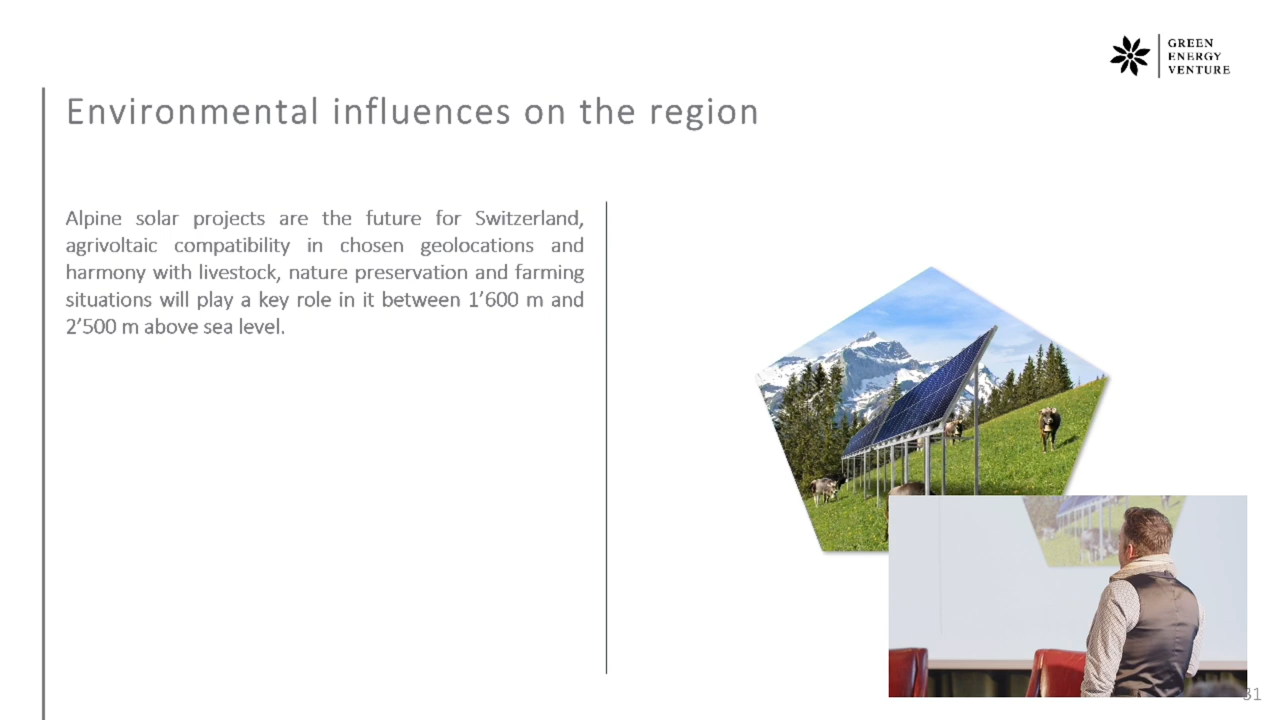 GREEN
ENERGY
VENTURE
Environmental influences on the region
Alpine solar projects are the future for Switzerland,
agrivoltaic compatibility in chosen geolocations and
harmony with livestock, nature preservation and farming
situations will play a key role in it between 1’600 m and
2’500 m above sea level.
31